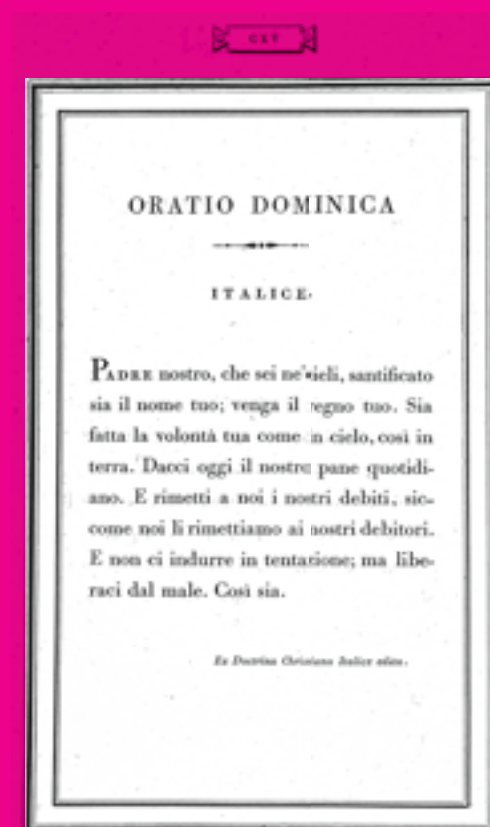 CLV
ORATIO DOMINICA
ITALICE.
PADRE nostro, che sei ne' cieli, santificato
sia il nome tuo; venga il regno tuo. Sia
fatta la volontà tua come in cielo, così in
terra. Dacci oggi il nostro pane quotidi-
ano. E rimetti a noi i nostri debiti, sic-
come noi li rimettiamo ai nostri debitori.
E non ci indurre in tentazione; ma libe-
raci dal male. Così sia.
Ex Doctrina Christiana Italice edita.